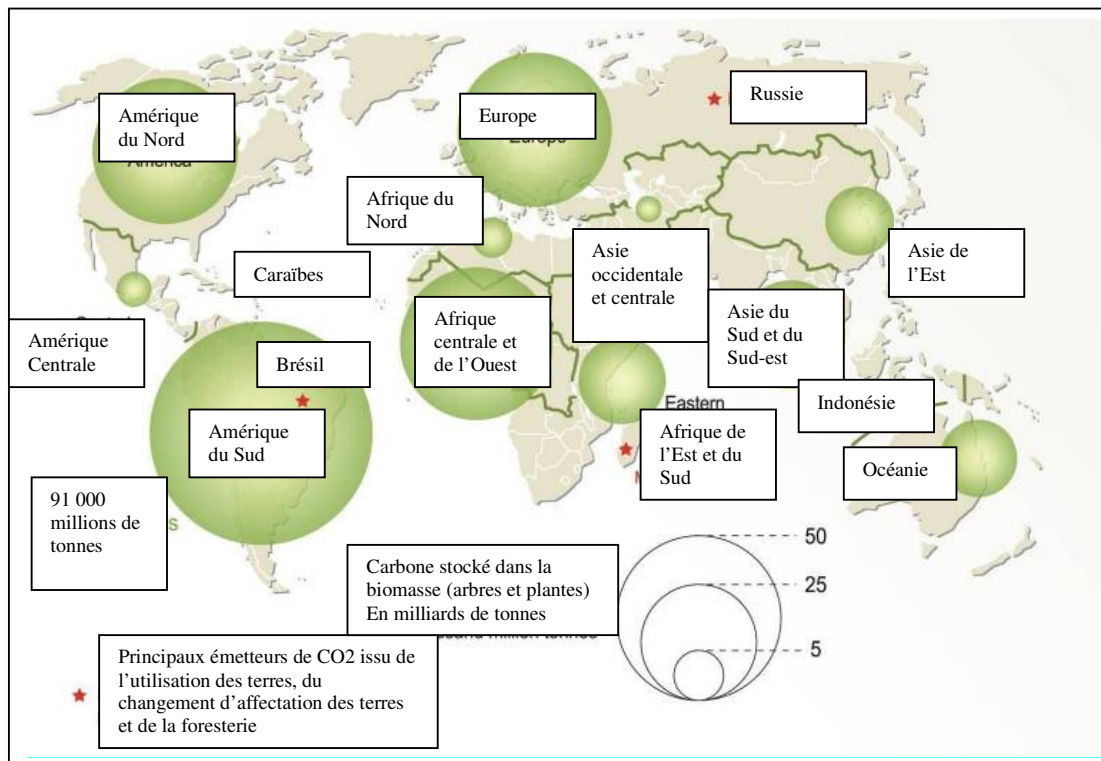 Amérique
du Nord
America
Europe
Europe
Russie
Afrique du
Nord
Caraïbes
Asie
occidentale
et centrale
Asie de
l'Est
Amérique
Centrale
Brésil
Afrique
centrale et
de l'Ouest
Asie du
Sud et du
Sud-est
Eastern
Indonésie
Amérique
du Sud
Afrique de
l'Est et du
Sud
Océanie
91 000
millions de
tonnes
Carbone stocké dans la
biomasse (arbres et plantes)
En milliards de tonnes
50
25
5
Principaux émetteurs de CO2 issu de
l'utilisation des terres, du
changement d'affectation des terres
et de la foresterie